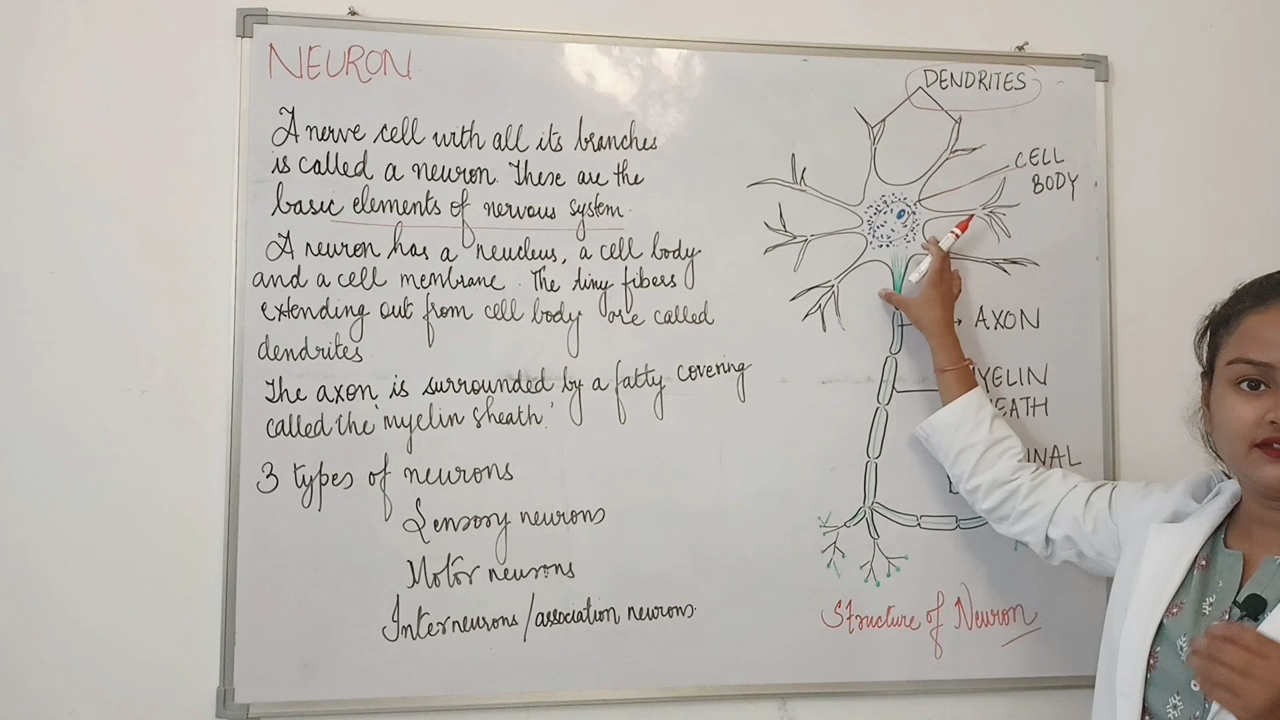 NEURON.
A nerve cell with all its branches
is called a neuron. These are the
basic elements of nervous system.
A neuron has a neucleus, a cell body
and a cell membrane. The tiny fibers
extending out from cell body are called
dendrites
The axon is surrounded by a fatty covering
called the 'myelin sheath.'
3 types of neurons
Sensory neurons
Motor neurons
Interneurons/association neurons.
DENDRITES
CELL
BODY
AXON
Structure of Neuron